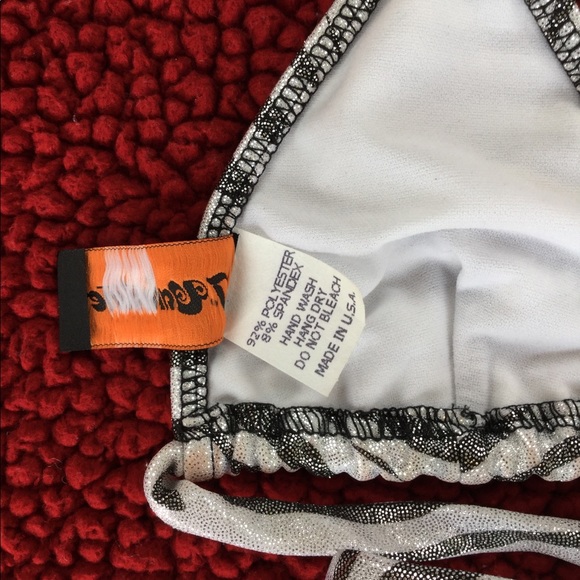 92% POLYESTER
8% SPANDEX
HAND WASH
HANG DRY
DO NOT BLEACH
MADE IN U.S.A.